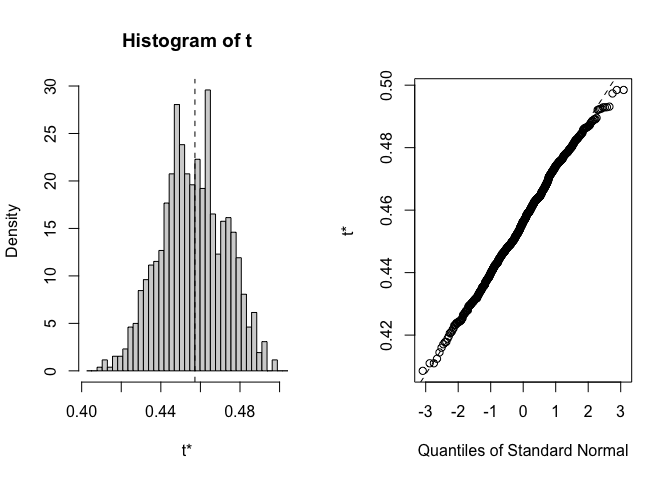 Histogram of t
Density
0 5 10 15 20 25 30
0.40 0.44 0.48
t*
t*
0.42 0.44 0.46 0.48 0.50
-3 -2 -1 0 1 2 3
Quantiles of Standard Normal